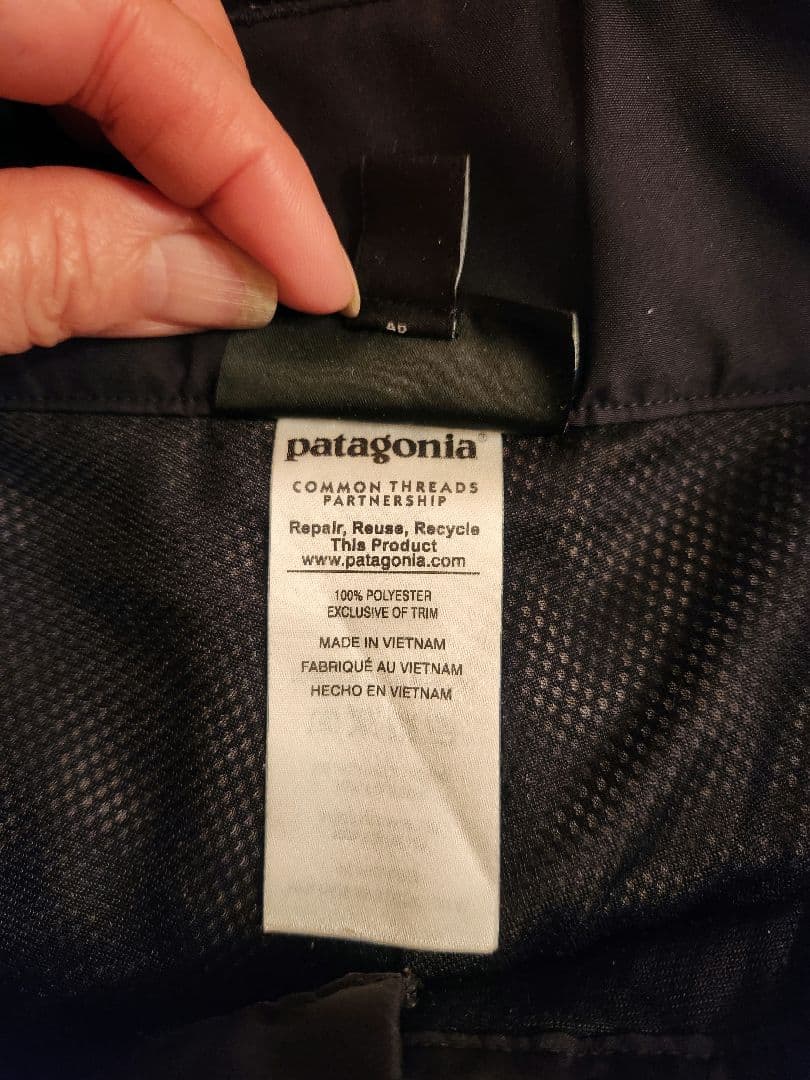 patagonia®
COMMON THREADS
PARTNERSHIP
Repair, Reuse, Recycle
This Product
www.patagonia.com
100% POLYESTER
EXCLUSIVE OF TRIM
MADE IN VIETNAM
FABRIQUÉ AU VIETNAM
HECHO EN VIETNAM